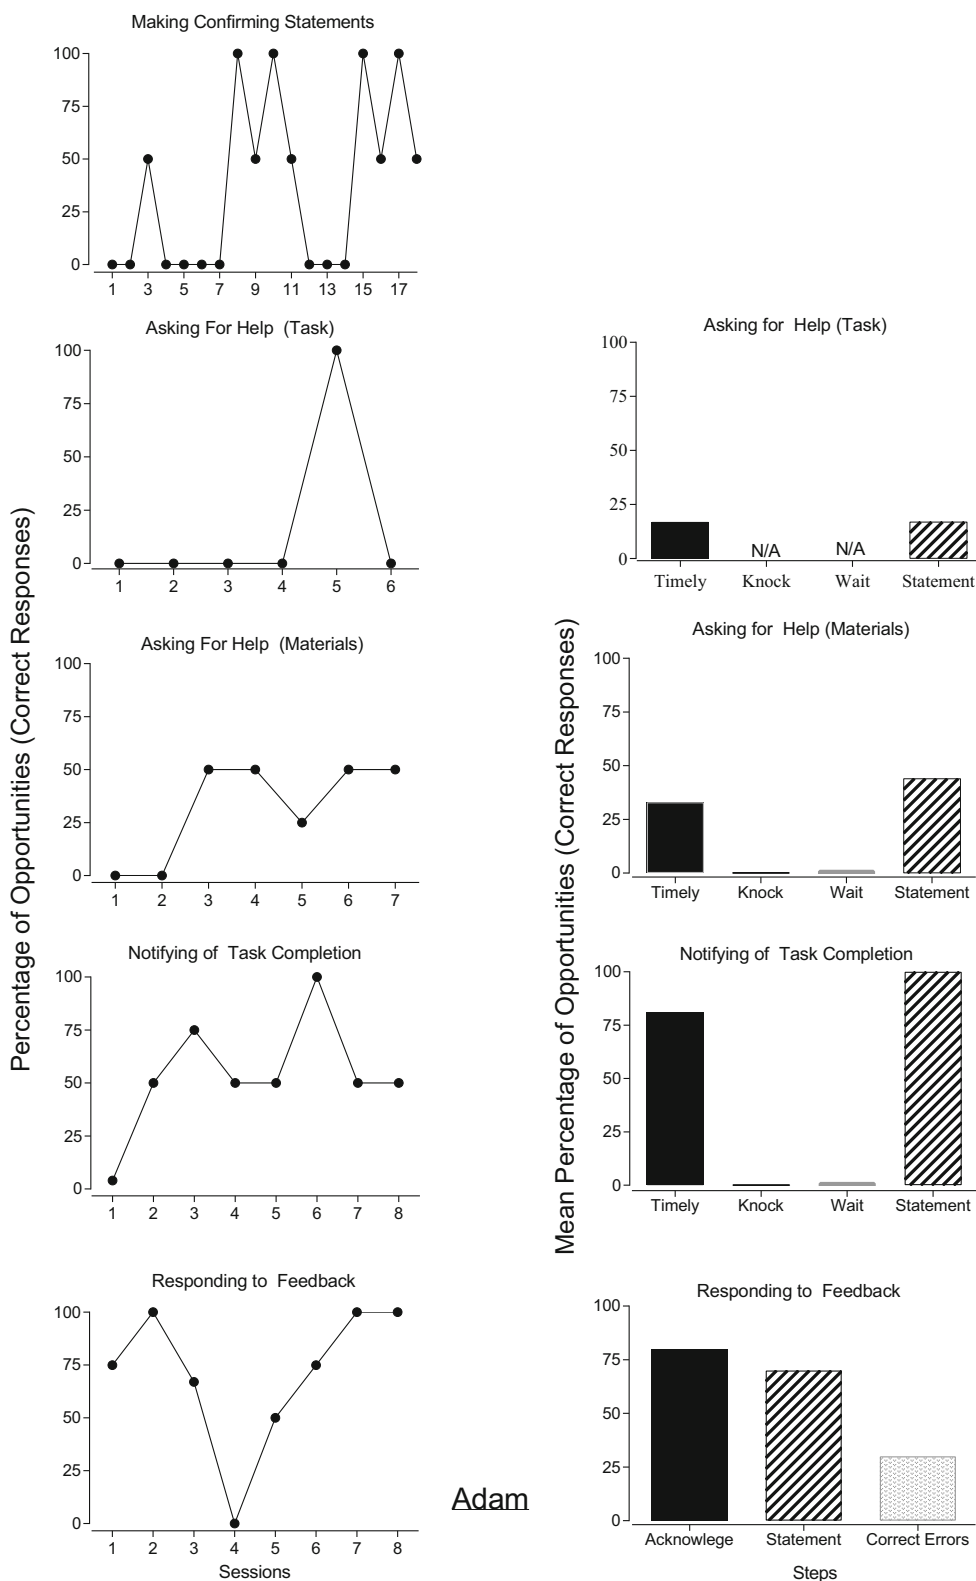 Making Confirming Statements
100
75
50
25
0
1 3 5 7 9 11 13 15 17
Asking For Help (Task)
100
75
50
25
0
1 2 3 4 5 6
Asking For Help (Materials)
100
75
50
25
0
1 2 3 4 5 6 7
Notifying of Task Completion
100
75
50
25
0
1 2 3 4 5 6 7 8
Responding to Feedback
100
75
50
25
0
1 2 3 4 5 6 7 8
Sessions
Percentage of Opportunities (Correct Responses)
Adam
Asking for Help (Task)
100
75
50
25
0
N/A N/A
Timely Knock Wait Statement
Asking for Help (Materials)
100
75
50
25
0
Timely Knock Wait Statement
Notifying of Task Completion
100
75
50
25
0
Timely Knock Wait Statement
Responding to Feedback
100
75
50
25
0
Acknowlege Statement Correct Errors
Steps
Mean Percentage of Opportunities (Correct Responses)